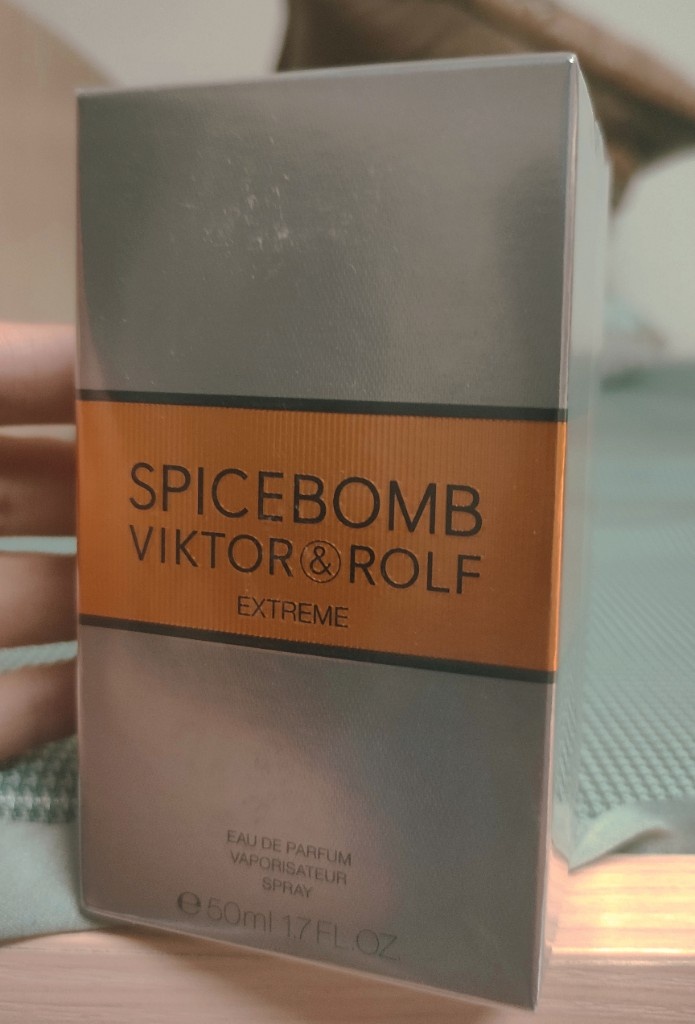 SPICEBOMB
VIKTOR&ROLF
EXTREME
EAU DE PARFUM
VAPORISATEUR
SPRAY
℮ 50ml 1.7 FL.OZ.